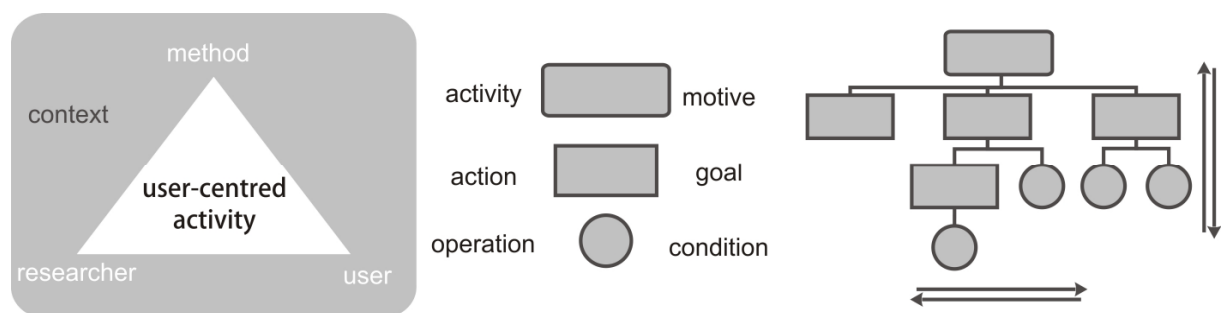 method
context
user-centred
activity
researcher
user
activity
motive
action
goal
operation
condition